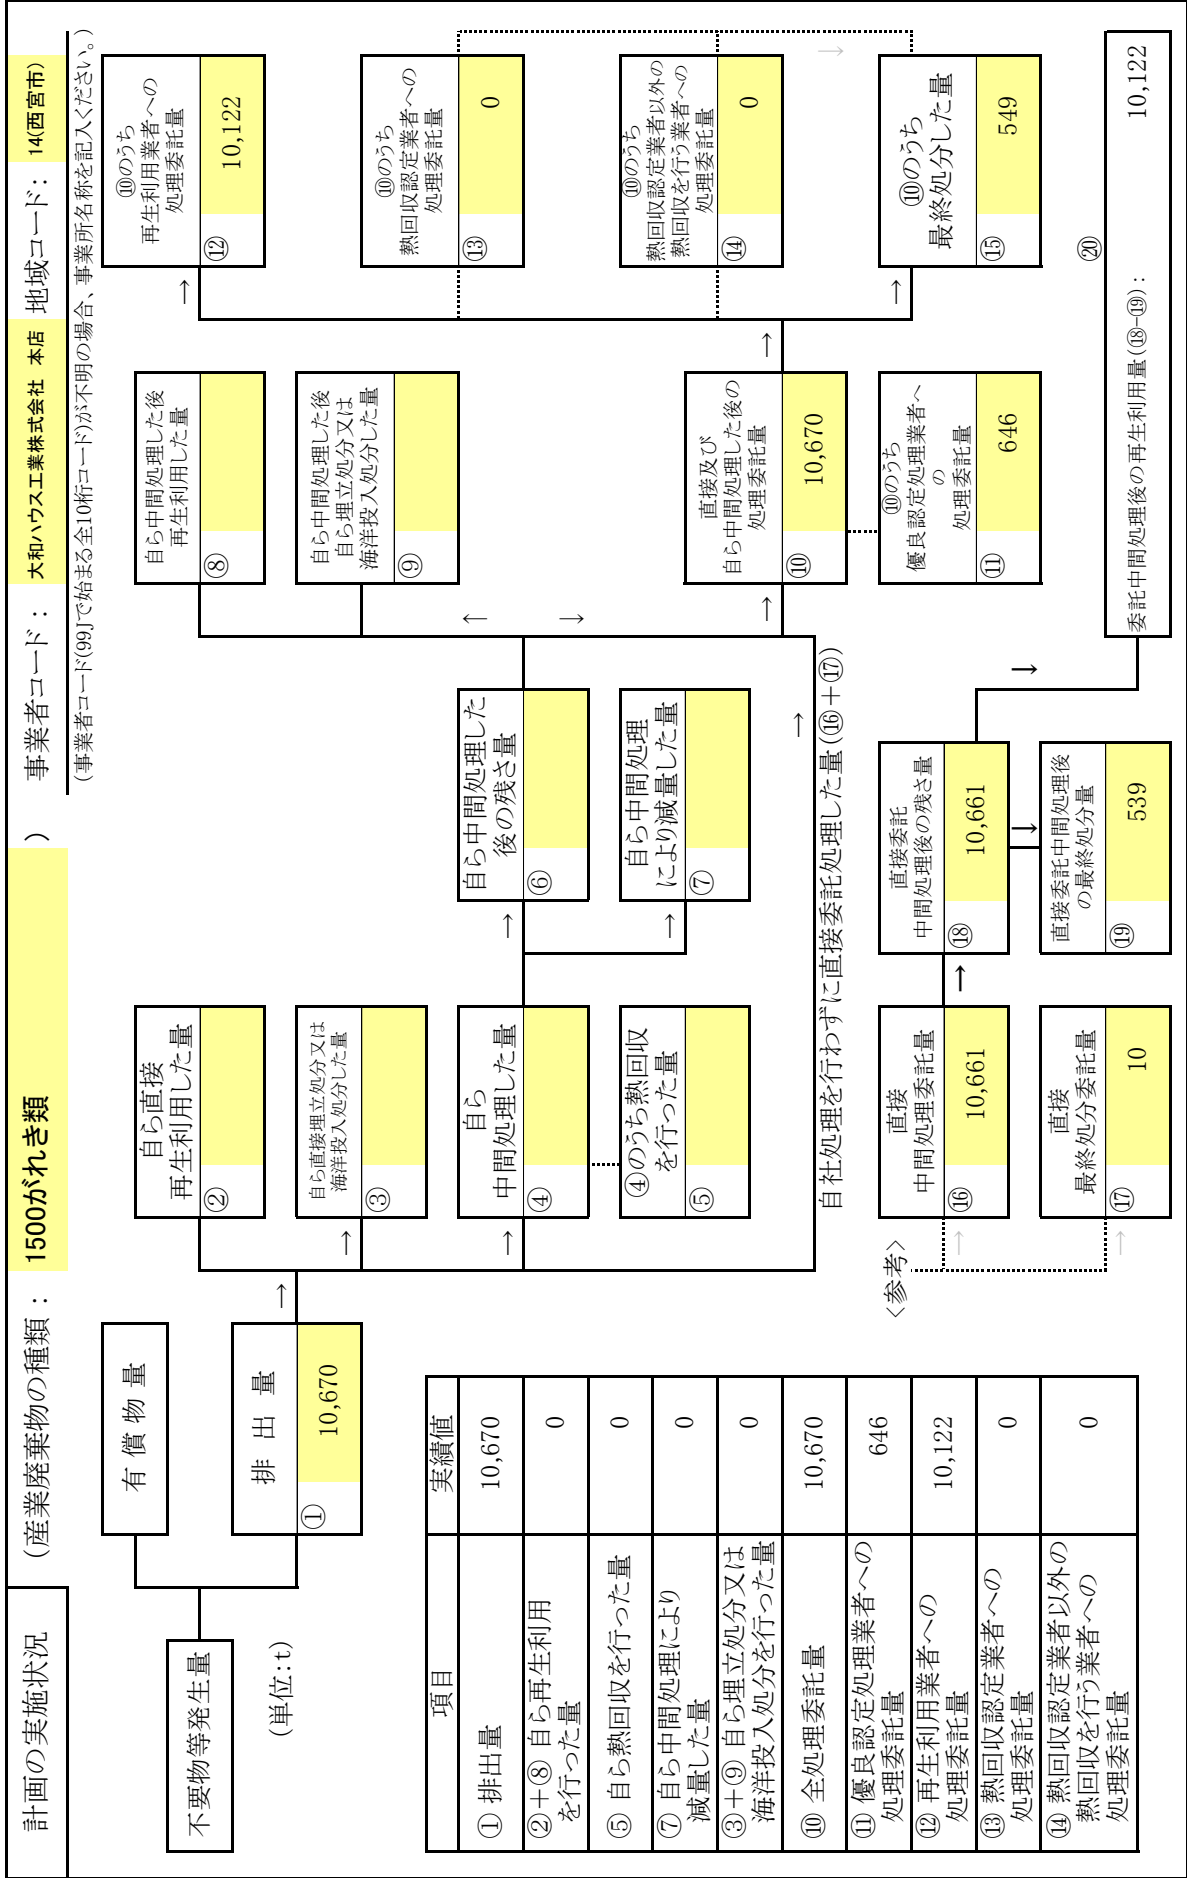 計画の実施状況
(産業廃棄物の種類： 1500がれき類 )
事業者コード： 大和ハウス工業株式会社 本店 地域コード： 14(西宮市)
(事業者コード(99Jで始まる全10桁コード)が不明の場合、事業所名称を記入ください。)
不要物等発生量
(単位:t)
有 償 物 量
排 出 量
① 10,670
→
自ら直接
再生利用した量
②
→
自ら直接埋立処分又は
海洋投入処分した量
③
→
自ら
中間処理した量
④
④のうち熱回収
を行った量
⑤
→
自ら中間処理した
後の残さ量
⑥
→
自ら中間処理
により減量した量
⑦
自ら中間処理した後
再生利用した量
⑧
自ら中間処理した後
自ら埋立処分又は
海洋投入処分した量
⑨
↑
↓
→
自社処理を行わずに直接委託処理した量(⑯＋⑰)
→
直接及び
自ら中間処理した後の
処理委託量
⑩ 10,670
⑩のうち
優良認定処理業者へ
の
処理委託量
⑪ 646
→
→
⑩のうち
再生利用業者への
処理委託量
⑫ 10,122
⑩のうち
熱回収認定業者への
処理委託量
⑬ 0
⑩のうち
熱回収認定業者以外の
熱回収を行う業者への
処理委託量
⑭ 0
↓
→
⑩のうち
最終処分した量
⑮ 549
<参考>
→
直接
中間処理委託量
⑯ 10,661
→
直接
最終処分委託量
⑰ 10
→
直接委託
中間処理後の残さ量
⑱ 10,661
↓
直接委託中間処理後
の最終処分量
⑲ 539
↓
⑳
委託中間処理後の再生利用量(⑱-⑲)： 10,122
項目 実績値
① 排出量 10,670
②＋⑧ 自ら再生利用
を行った量 0
⑤ 自ら熱回収を行った量 0
⑦ 自ら中間処理により
減量した量 0
③＋⑨ 自ら埋立処分又は
海洋投入処分を行った量 0
⑩ 全処理委託量 10,670
⑪ 優良認定処理業者への
処理委託量 646
⑫ 再生利用業者への
処理委託量 10,122
⑬ 熱回収認定業者への
処理委託量 0
⑭ 熱回収認定業者以外の
熱回収を行う業者への
処理委託量 0